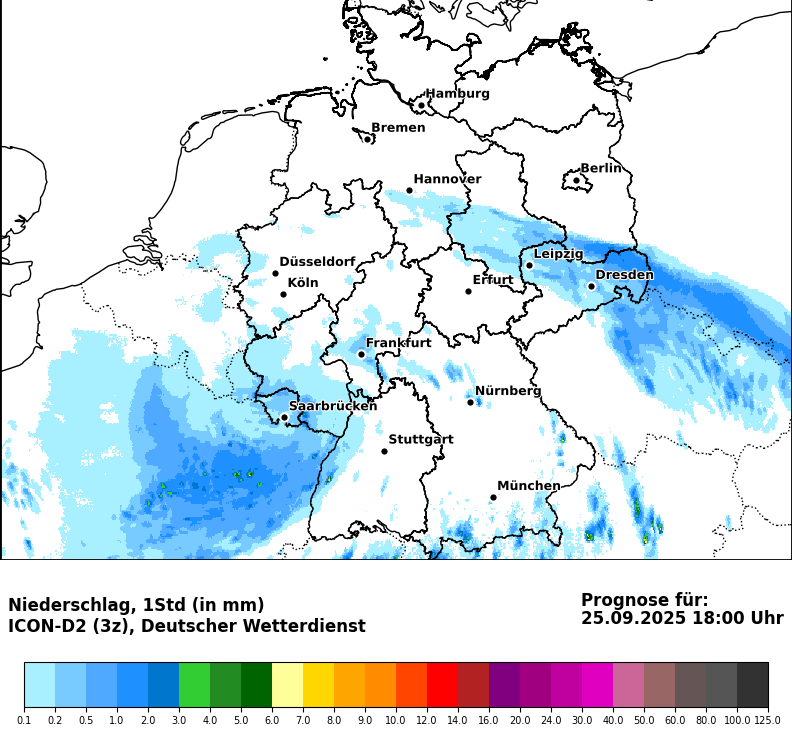 Hamburg
Bremen
Berlin
Hannover
Düsseldorf
Köln
Leipzig
Dresden
Erfurt
Frankfurt
Nürnberg
Saarbrücken
Stuttgart
München
Niederschlag, 1Std (in mm)
ICON-D2 (3z), Deutscher Wetterdienst
Prognose für:
25.09.2025 18:00 Uhr
0.1 0.2 0.5 1.0 2.0 3.0 4.0 5.0 6.0 7.0 8.0 9.0 10.0 12.0 14.0 16.0 20.0 24.0 30.0 40.0 50.0 60.0 80.0 100.0 125.0